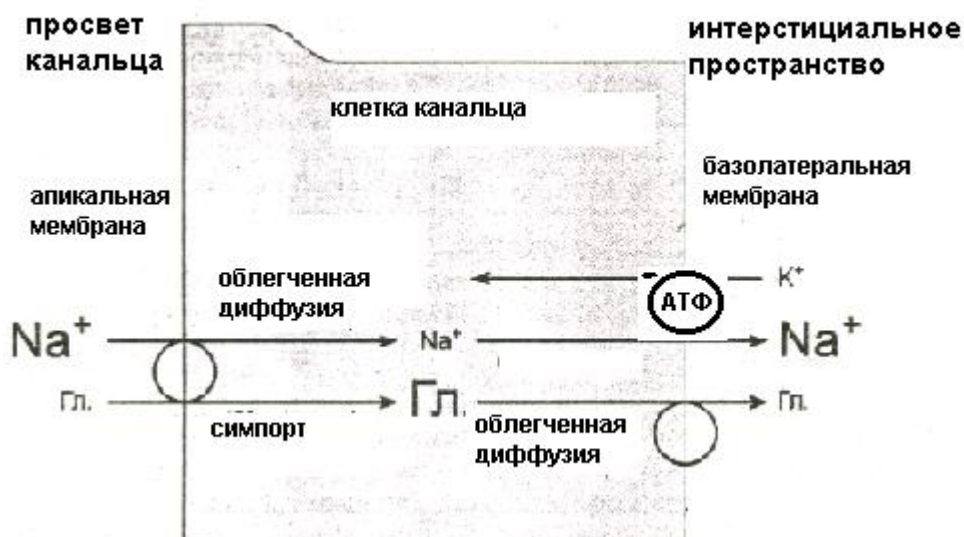 просвет
канальца
интерстициальное
пространство
клетка канальца
базолатеральная
мембрана
апикальная
мембрана
облегченная
диффузия
K⁺
АТФ
Na⁺
Na⁺
Na⁺
Гл.
Гл.
Гл.
симпорт
облегченная
диффузия